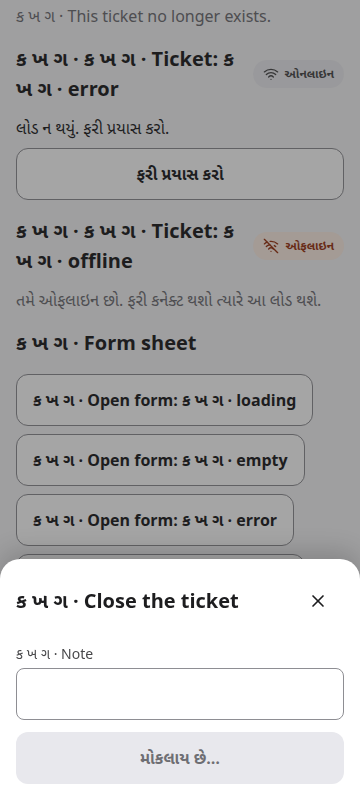 ક ખ ગ · This Ticket no longer exists.
ક ખ ગ · ક ખ ગ · Ticket: ક
ખ ગ · error
ઓનલાઇન
લોડ ન થયું. ફરી પ્રયાસ કરો.
ફરી પ્રયાસ કરો
ક ખ ગ · ક ખ ગ · Ticket: ક
ખ ગ · offline
ઓફલાઇન
તમે ઓફલાઇન છો. ફરી કનેક્ટ થશો ત્યારે આ લોડ થશે.
ક ખ ગ · Form sheet
ક ખ ગ · Open form: ક ખ ગ · loading
ક ખ ગ · Open form: ક ખ ગ · empty
ક ખ ગ · Open form: ક ખ ગ · error
ક ખ ગ · Close the ticket
ક ખ ગ · Note
મોકલાય છે…